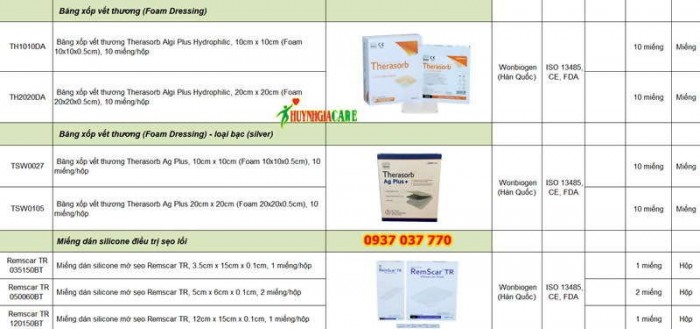 Băng xốp vết thương (Foam Dressing)
TH1010DA
Băng xốp vết thương Therasorb Algi Plus Hydrophilic, 10cm x 10cm (Foam
10x10x0.5cm), 10 miếng/hộp
Therasorb
Therasorb
Wonbiogen
(Hàn Quốc)
ISO 13485,
CE, FDA
10 miếng
Miếng
TH2020DA
Băng xốp vết thương Therasorb Algi Plus Hydrophilic, 20cm x 20cm (Foam
20x20x0.5cm), 10 miếng/hộp
10 miếng
Miếng
HUYNHGIACARE
Băng xốp vết thương (Foam Dressing) - loại bạc (silver)
TSW0027
Băng xốp vết thương Therasorb Ag Plus, 10cm x 10cm (Foam 10x10x0.5cm), 10
miếng/hộp
Therasorb
Ag Plus+
Wonbiogen
(Hàn Quốc)
ISO 13485,
CE, FDA
10 miếng
Miếng
TSW0105
Băng xốp vết thương Therasorb Ag Plus 20cm x 20cm (Foam 20x20x0.5cm), 10
miếng/hộp
10 miếng
Miếng
Miếng dán silicone điều trị sẹo lồi
0937 037 770
Remscar TR
035150BT
Miếng dán silicone mờ sẹo Remscar TR, 3.5cm x 15cm x 0.1cm, 1 miếng/hộp
RemScar TR
RemScar TR
Wonbiogen
(Hàn Quốc)
ISO 13485,
CE, FDA
1 miếng
Hộp
Remscar TR
050060BT
Miếng dán silicone mờ sẹo Remscar TR, 5cm x 6cm x 0.1cm, 2 miếng/hộp
2 miếng
Hộp
Remscar TR
120150BT
Miếng dán silicone mờ sẹo Remscar TR, 12cm x 15cm x 0.1cm, 1 miếng/hộp
1 miếng
Hộp